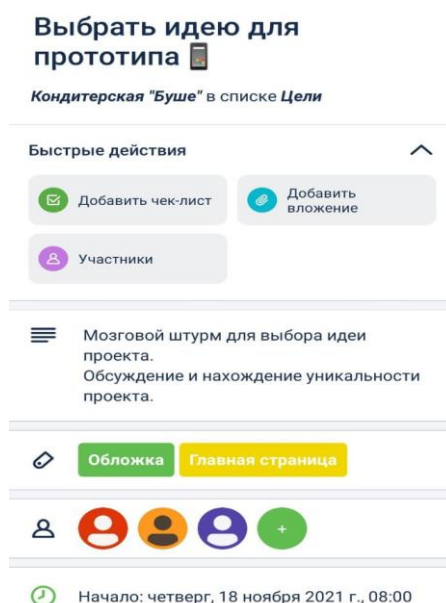 Выбрать идею для
прототипа
Кондитерская "Буше" в списке Цели
Быстрые действия
Добавить чек-лист
Добавить
вложение
Участники
Мозговой штурм для выбора идеи
проекта.
Обсуждение и нахождение уникальности
проекта.
Обложка Главная страница
+
Начало: четверг, 18 ноября 2021 г., 08:00